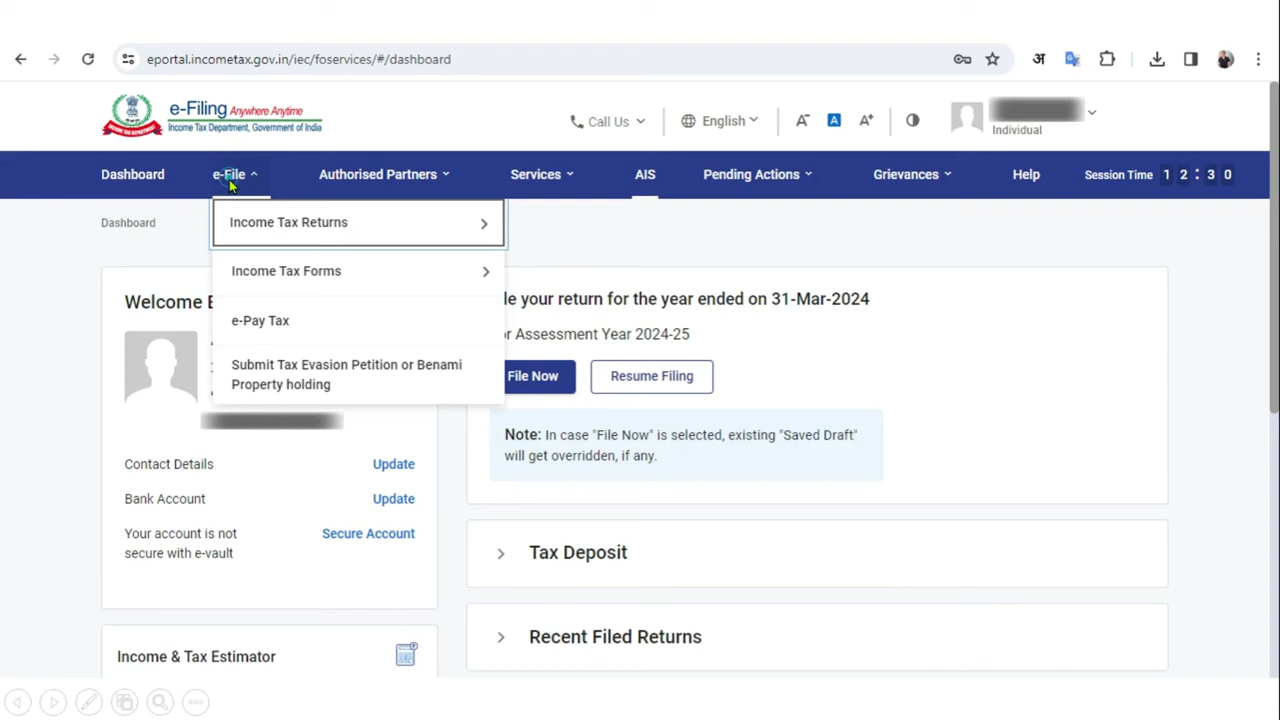 eportal.incometax.gov.in/iec/foservices/#/dashboard
अ
e-Filing Anywhere Anytime
Income Tax Department, Government of India
Call Us
English
A-
A
A+
Individual
Dashboard
e-File
Authorised Partners
Services
AIS
Pending Actions
Grievances
Help
Session Time 1 2 : 3 0
Dashboard
Income Tax Returns
Income Tax Forms
e-Pay Tax
Submit Tax Evasion Petition or Benami
Property holding
Welcome
Contact Details Update
Bank Account Update
Your account is not Secure Account
secure with e-vault
Income & Tax Estimator
le your return for the year ended on 31-Mar-2024
or Assessment Year 2024-25
File Now
Resume Filing
Note: In case "File Now" is selected, existing "Saved Draft"
will get overridden, if any.
Tax Deposit
Recent Filed Returns